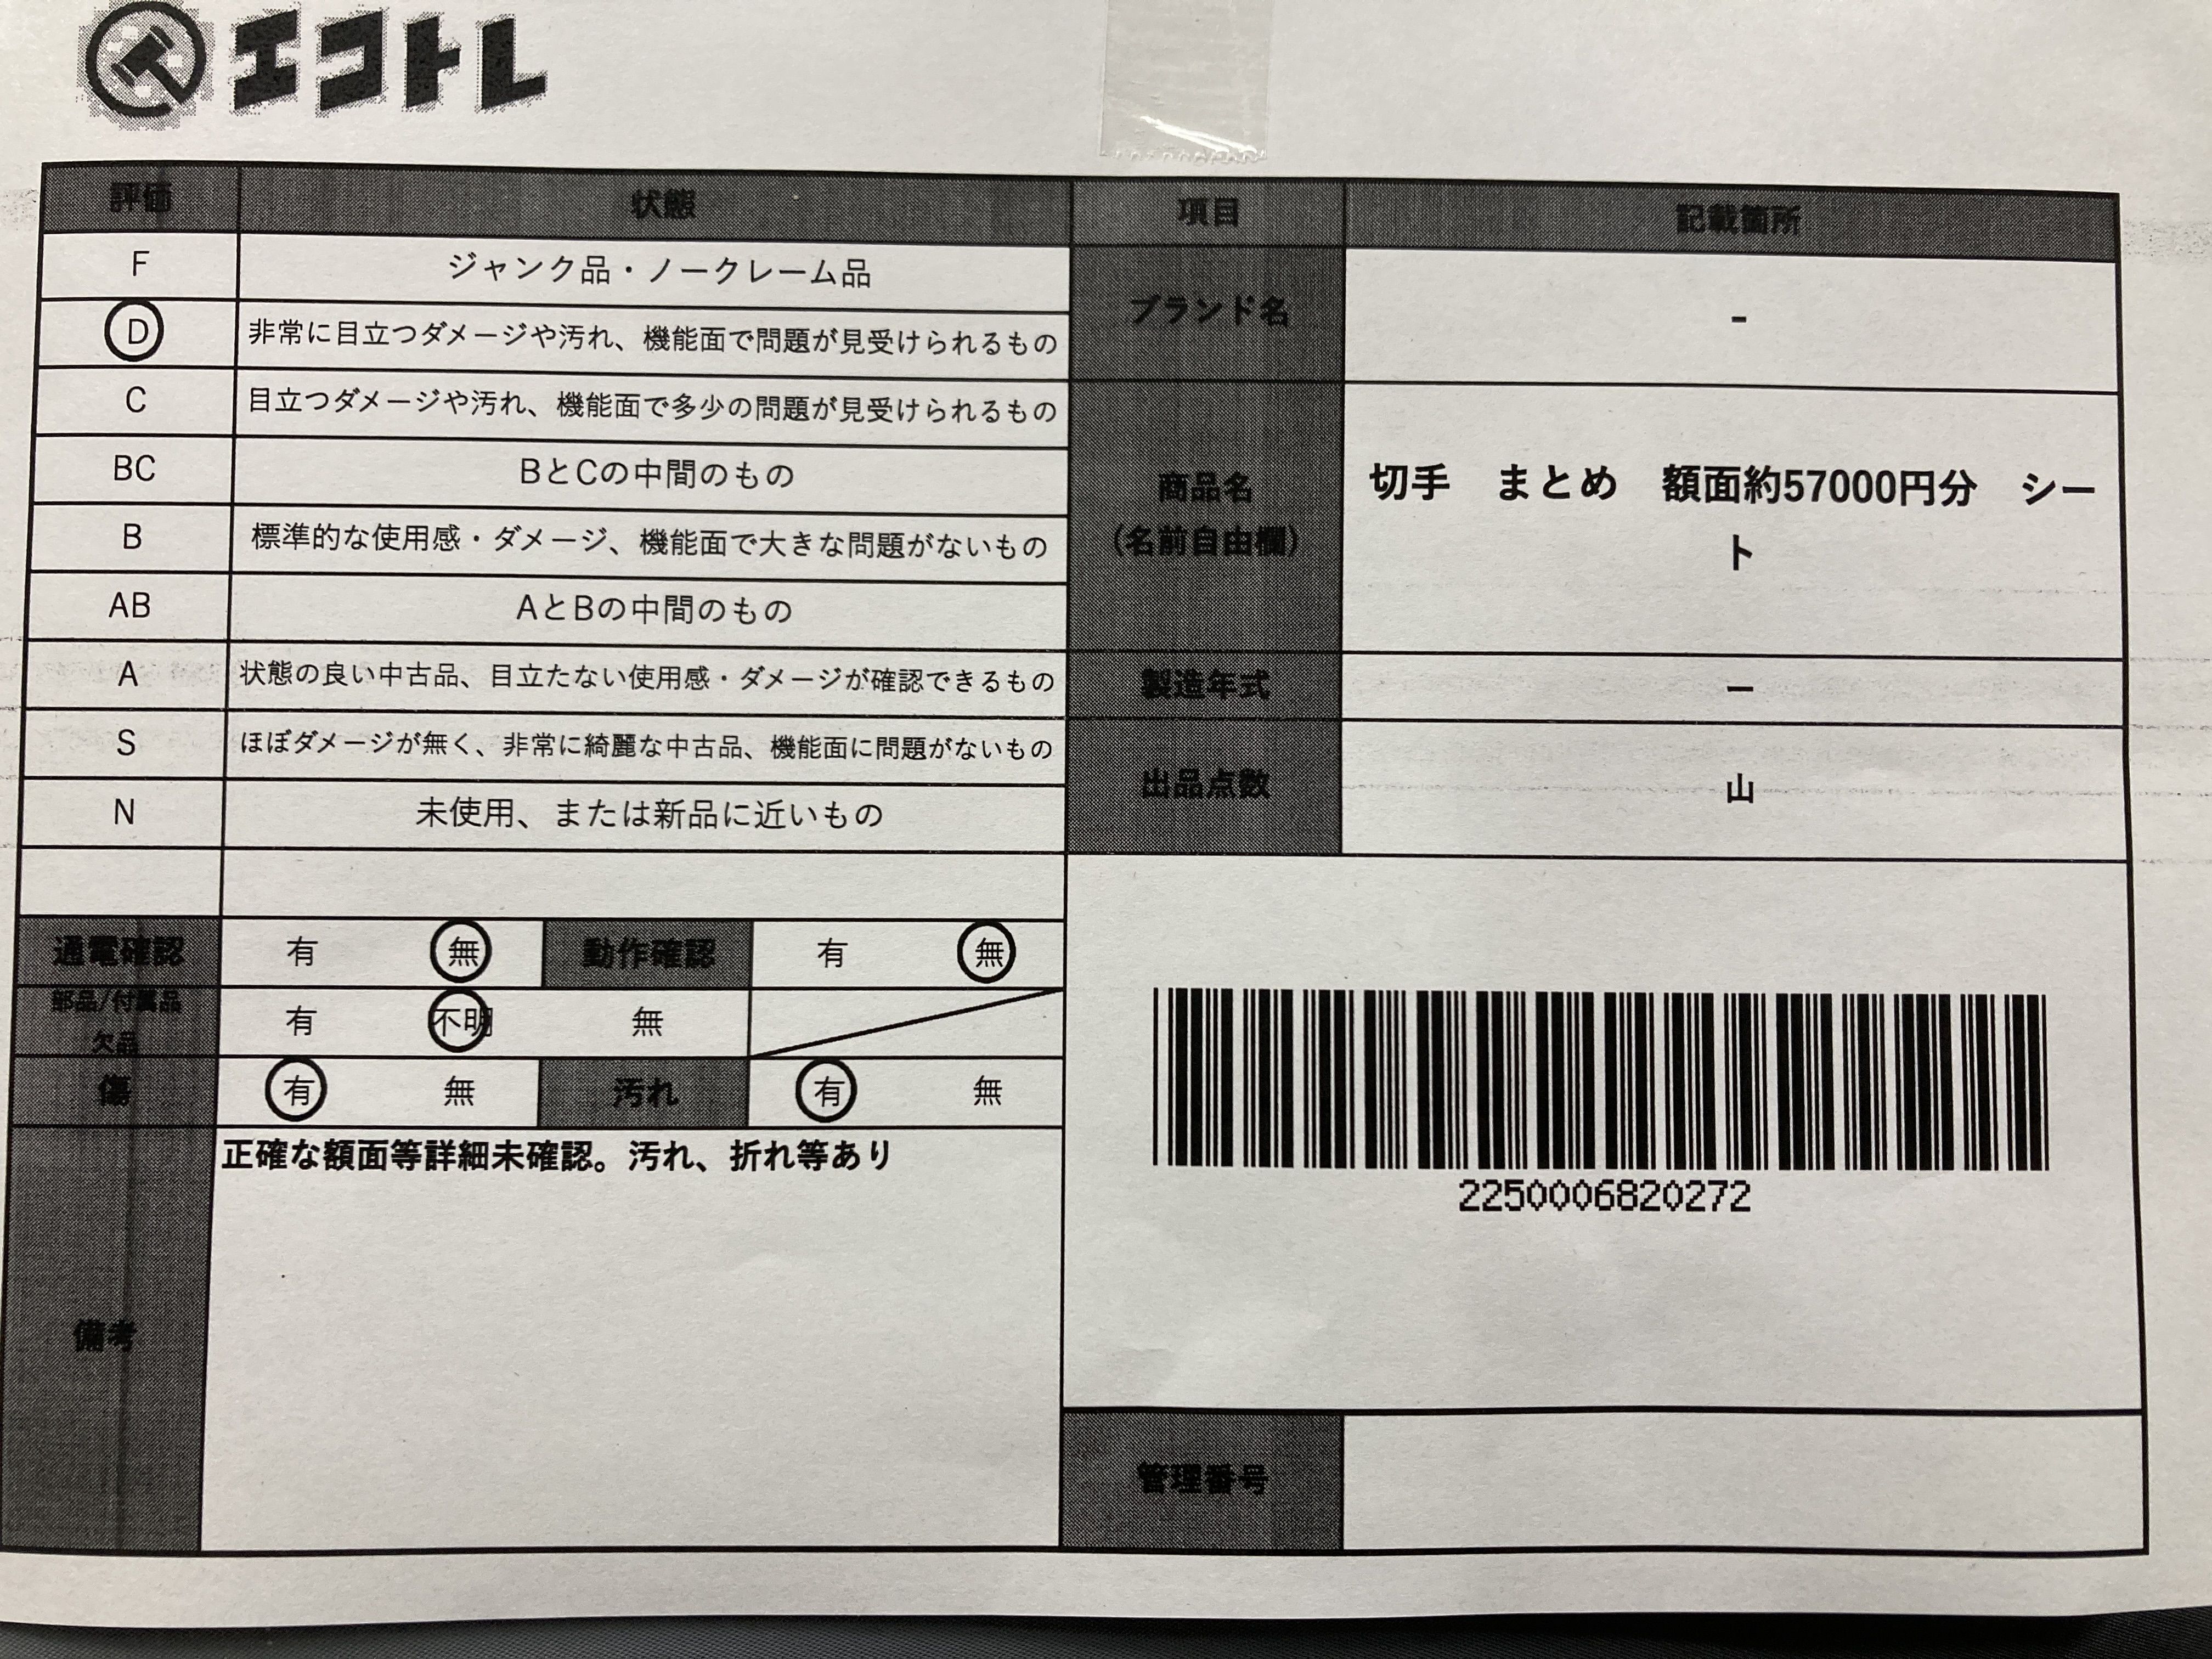 エコトレ
評価 状態 項目 記載箇所
F ジャンク品・ノークレーム品
D 非常に目立つダメージや汚れ、機能面で問題が見受けられるもの
ブランド名 -
C 目立つダメージや汚れ、機能面で多少の問題が見受けられるもの
BC BとCの中間のもの
B 標準的な使用感・ダメージ、機能面で大きな問題がないもの
AB AとBの中間のもの
商品名
(名前自由欄)
切手 まとめ 額面約57000円分 シー
ト
A 状態の良い中古品、目立たない使用感・ダメージが確認できるもの
製造年式 ー
S ほぼダメージが無く、非常に綺麗な中古品、機能面に問題がないもの
N 未使用、または新品に近いもの
出品点数 山
通電確認 有 無 動作確認 有 無
部品/付属品
欠品
有 不明 無
傷 有 無 汚れ 有 無
備考
正確な額面等詳細未確認。汚れ、折れ等あり
2250006820272
管理番号